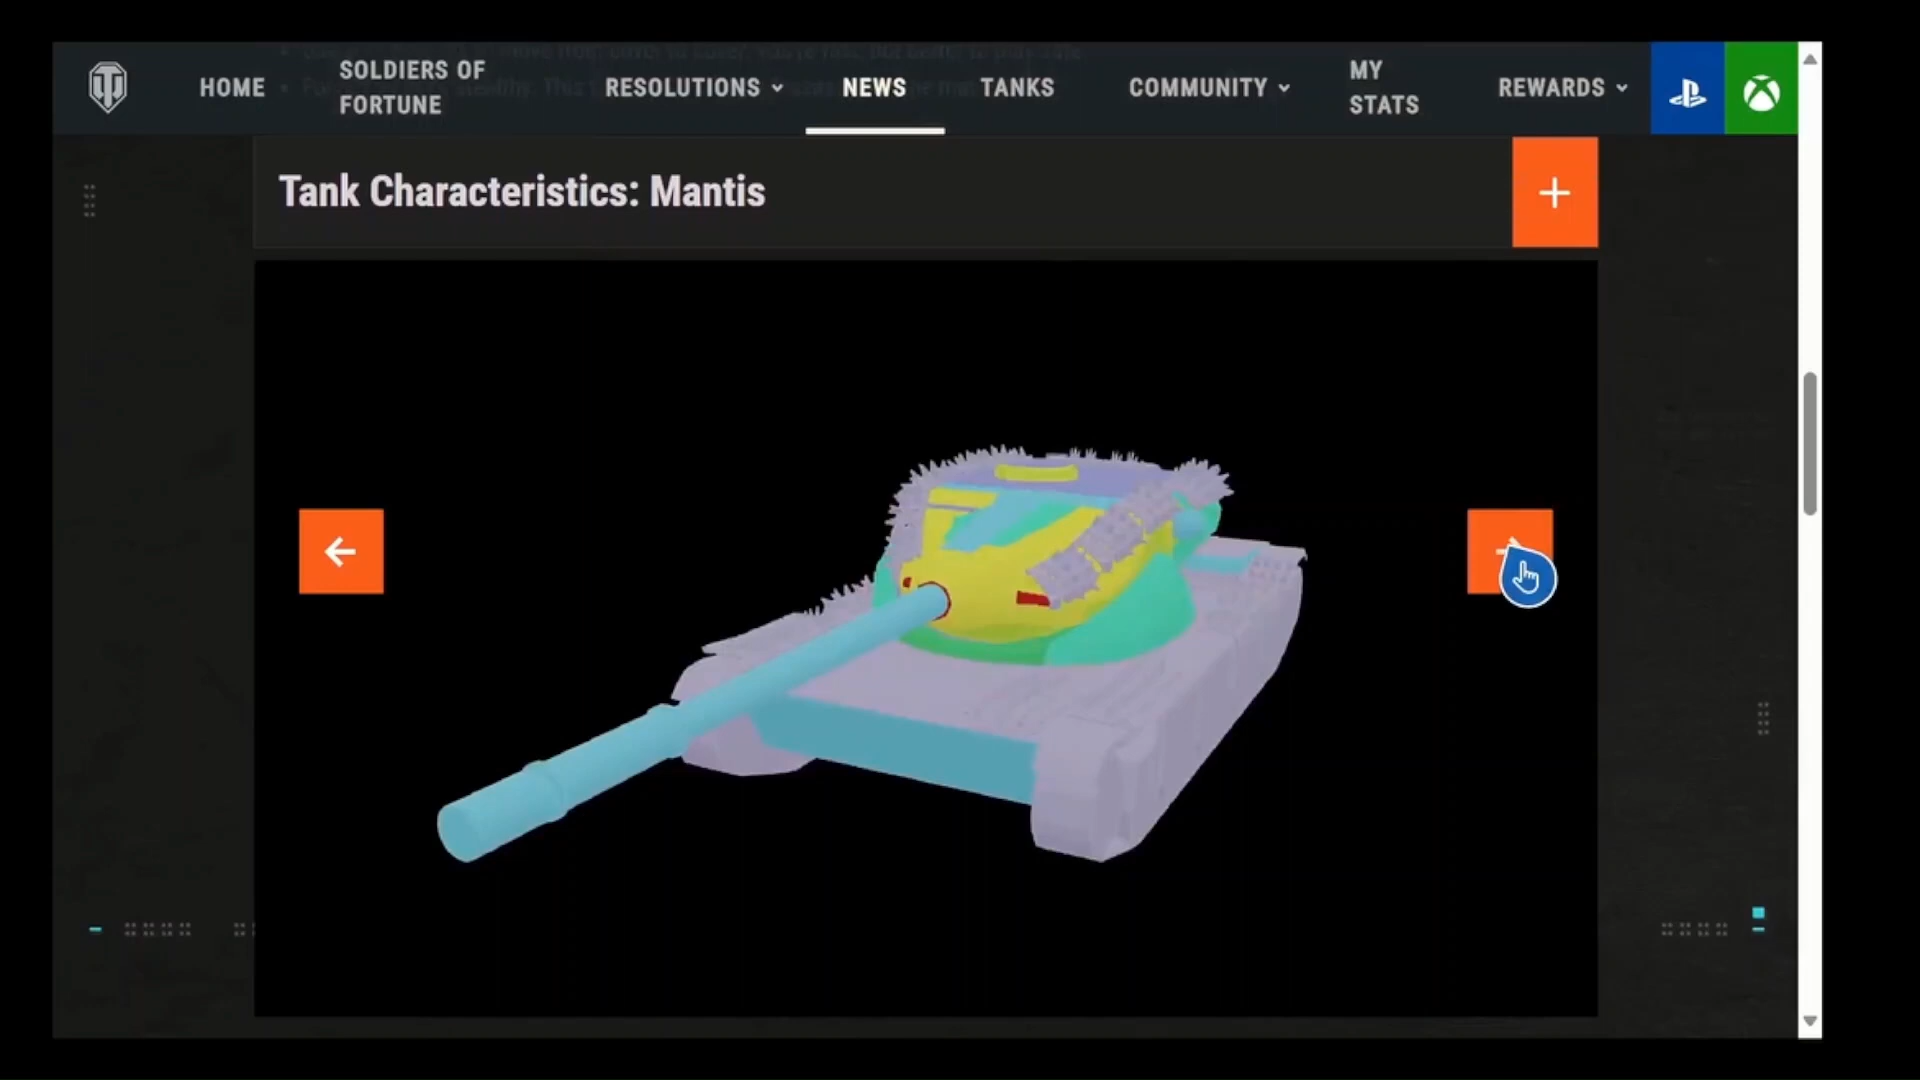 HOME
SOLDIERS OF
FORTUNE
RESOLUTIONS
NEWS
TANKS
COMMUNITY
MY
STATS
REWARDS
Tank Characteristics: Mantis